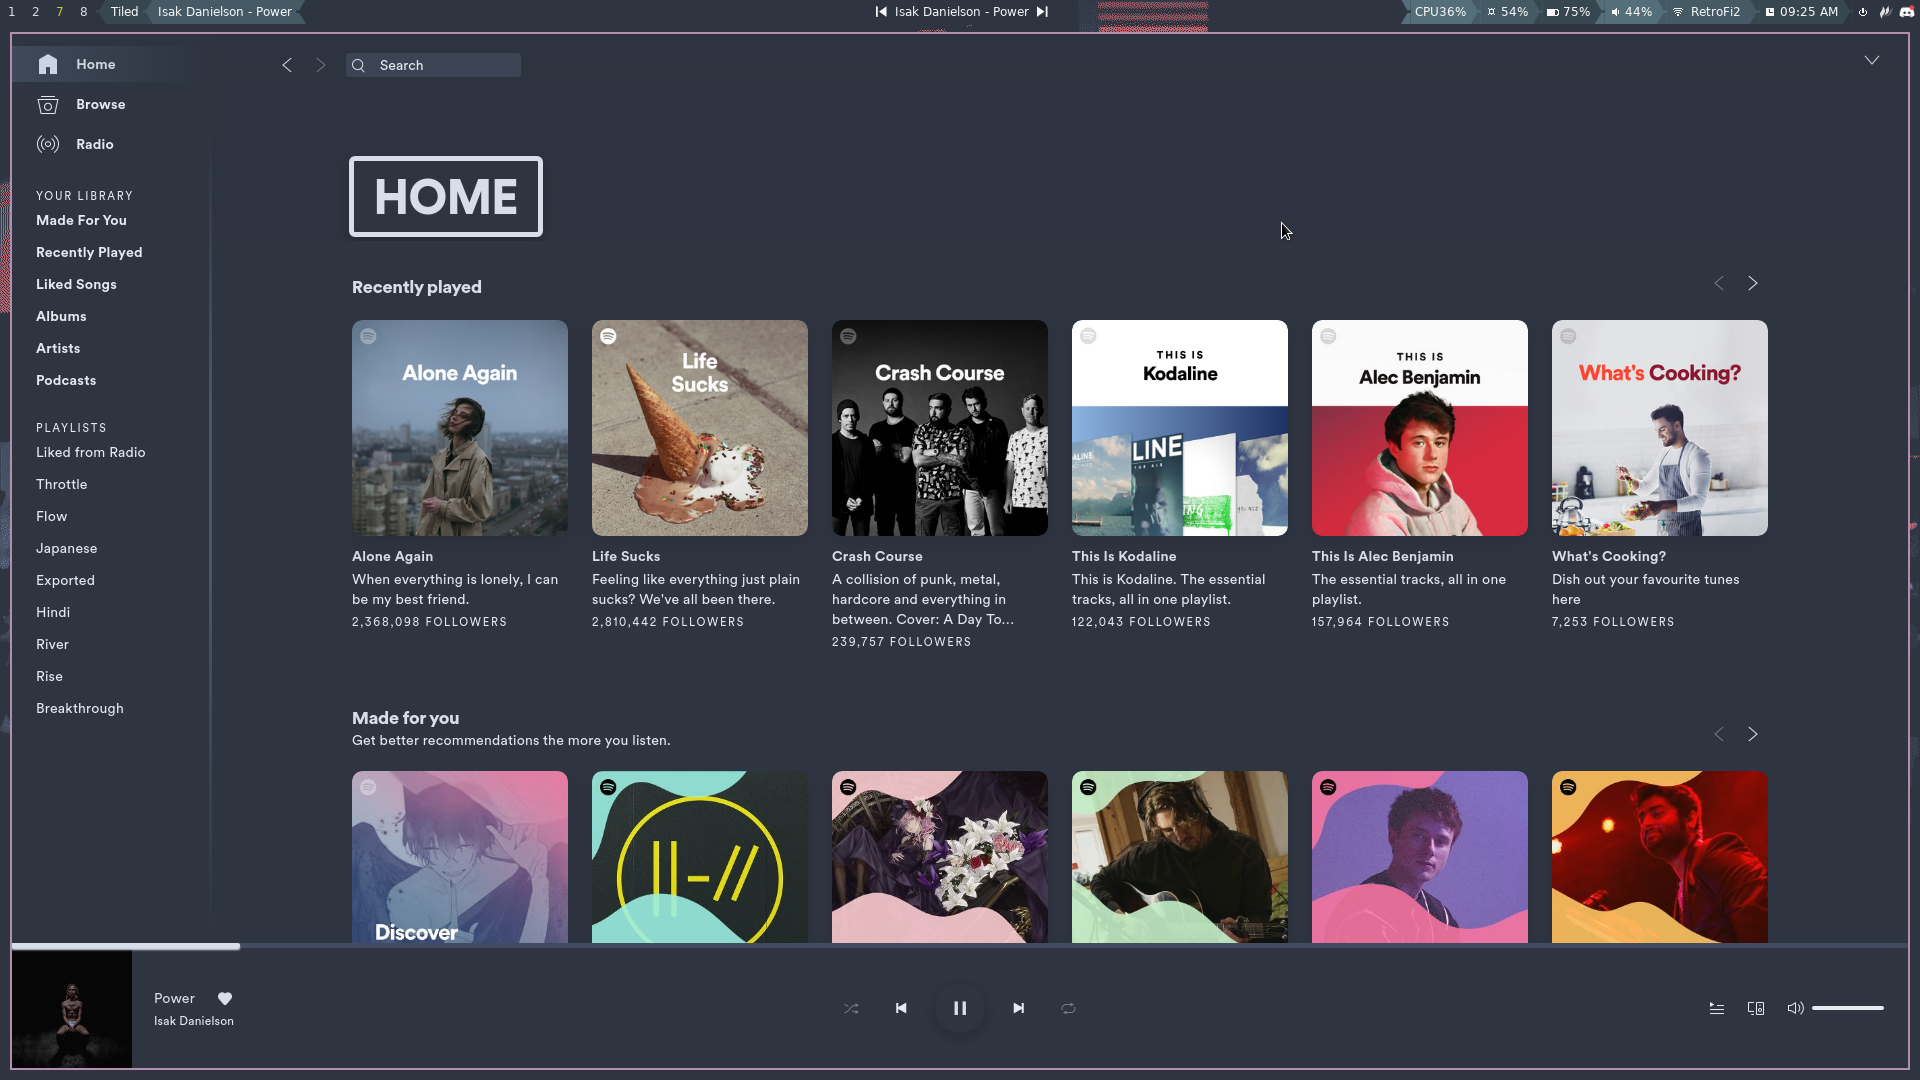 1 2 7 8 Tiled Isak Danielson - Power
Isak Danielson - Power
CPU36% 54% 75% 44% RetroFi2 09:25 AM
Home
Search
Browse
Radio
YOUR LIBRARY
Made For You
Recently Played
Liked Songs
Albums
Artists
Podcasts
PLAYLISTS
Liked from Radio
Throttle
Flow
Japanese
Exported
Hindi
River
Rise
Breakthrough
HOME
Recently played
Alone Again
Life
Sucks
Crash Course
THIS IS
Kodaline
ALINE
LINE
FOR AIR
THIS IS
Alec Benjamin
What's Cooking?
Alone Again
When everything is lonely, I can
be my best friend.
2,368,098 FOLLOWERS
Life Sucks
Feeling like everything just plain
sucks? We've all been there.
2,810,442 FOLLOWERS
Crash Course
A collision of punk, metal,
hardcore and everything in
between. Cover: A Day To...
239,757 FOLLOWERS
This Is Kodaline
This is Kodaline. The essential
tracks, all in one playlist.
122,043 FOLLOWERS
This Is Alec Benjamin
The essential tracks, all in one
playlist.
157,964 FOLLOWERS
What's Cooking?
Dish out your favourite tunes
here
7,253 FOLLOWERS
Made for you
Get better recommendations the more you listen.
Discover
Power
Isak Danielson